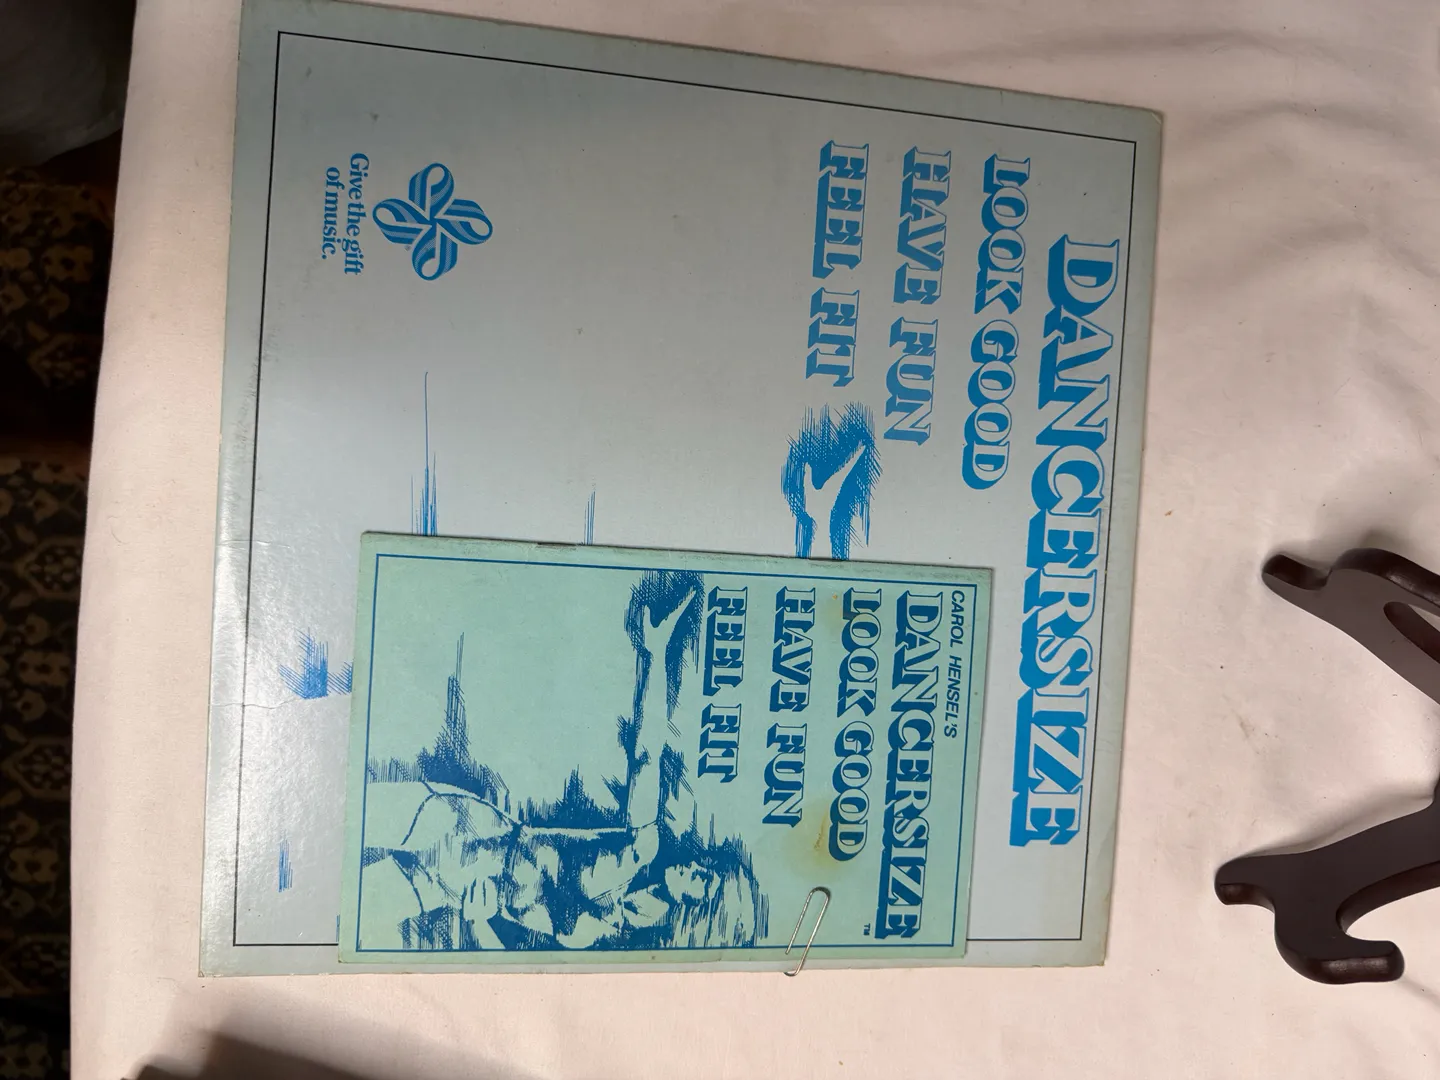 DANCERSIZE
LOOK GOOD
HAVE FUN
FEEL FIT
Give the gift
of music.
CAROL HENSEL'S
DANCERSIZE
TM
LOOK GOOD
HAVE FUN
FEEL FIT